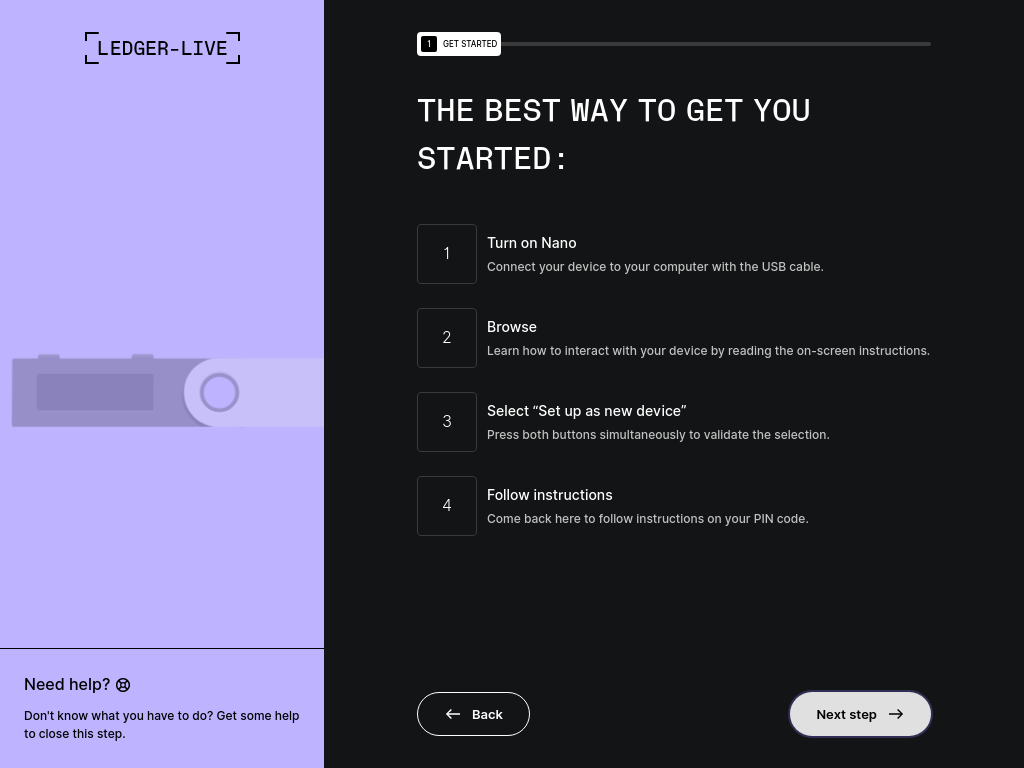 LEDGER-LIVE
1 GET STARTED
THE BEST WAY TO GET YOU
STARTED:
1
Turn on Nano
Connect your device to your computer with the USB cable.
2
Browse
Learn how to interact with your device by reading the on-screen instructions.
3
Select “Set up as new device”
Press both buttons simultaneously to validate the selection.
4
Follow instructions
Come back here to follow instructions on your PIN code.
Need help?
Don't know what you have to do? Get some help
to close this step.
Back
Next step